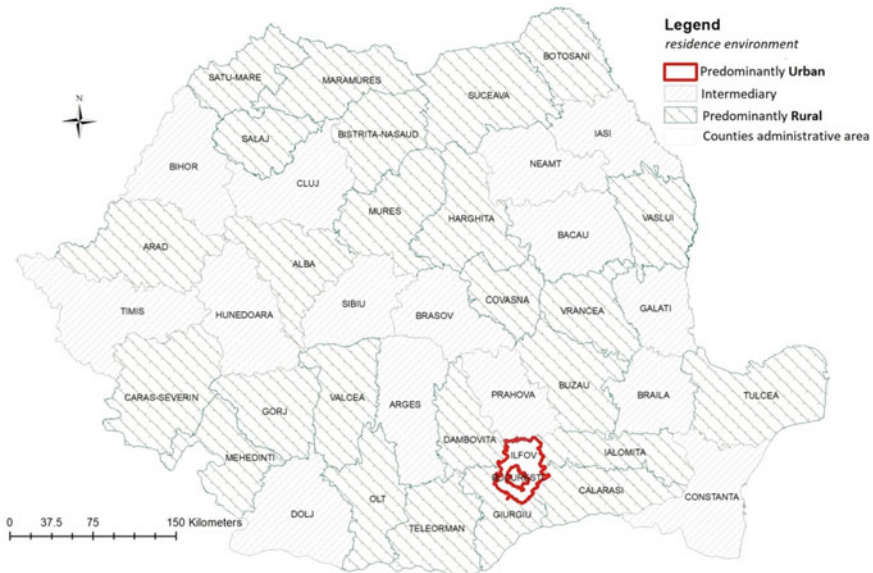 Legend
residence environment
Predominantly Urban
Intermediary
Predominantly Rural
Counties administrative area
N
BOTOSANI
SATU-MARE
MARAMURES
SUCEAVA
SALAJ
BISTRITA-NASAUD
IASI
BIHOR
CLUJ
NEAMT
MURES
HARGHITA
VASLUI
BACAU
ARAD
ALBA
TIMIS
HUNEDOARA
SIBIU
BRASOV
COVASNA
VRANCEA
GALATI
CARAS-SEVERIN
GORJ
VALCEA
ARGES
PRAHOVA
BUZAU
BRAILA
TULCEA
DAMBOVITA
ILFOV
IALOMITA
MEHEDINTI
BUCURESTI
CALARASI
OLT
CONSTANTA
DOLJ
TELEORMAN
GIURGIU
0 37.5 75 150 Kilometers